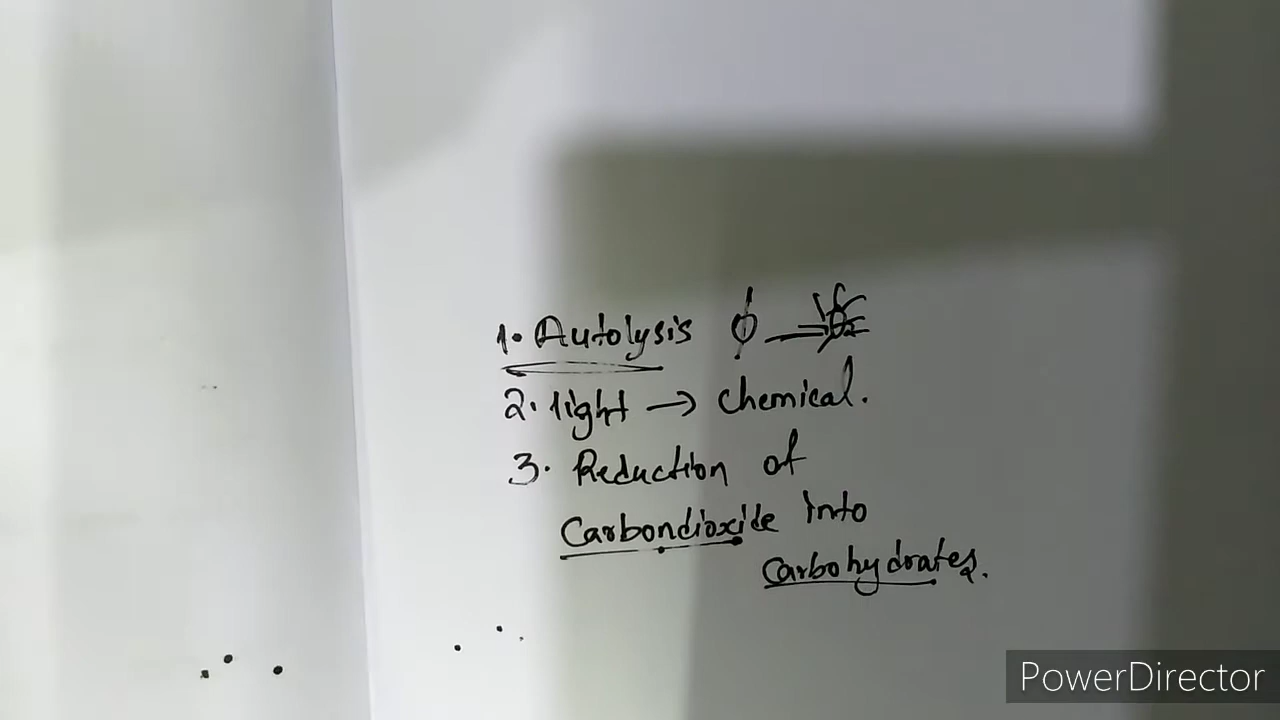 1. Autolysis
2. light → chemical.
3. Reduction of
Carbondioxide into
Carbohydrates.
PowerDirector